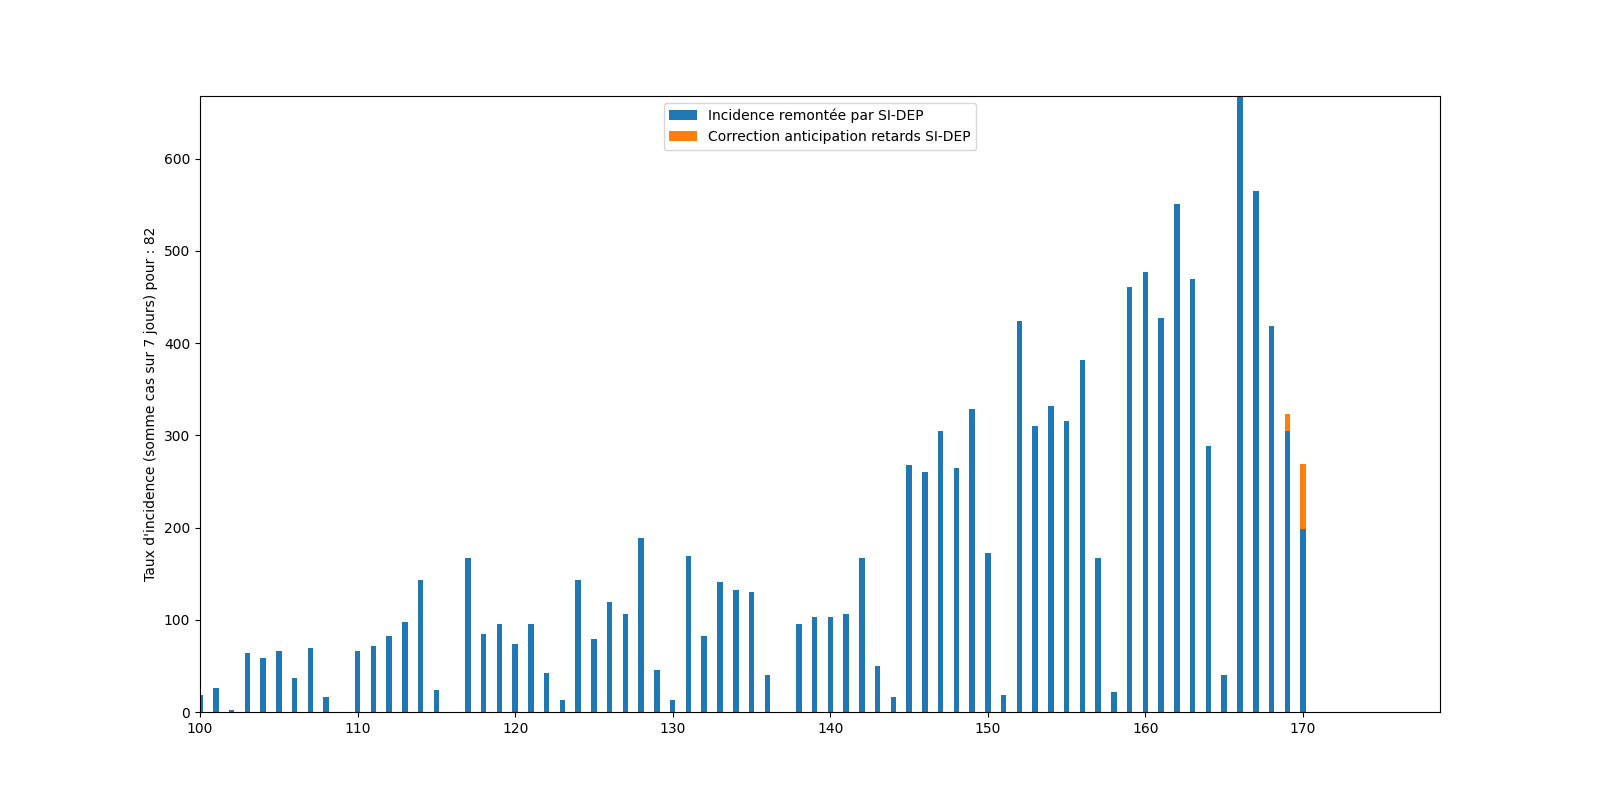 Incidence remontée par SI-DEP
Correction anticipation retards SI-DEP
Taux d'incidence (somme cas sur 7 jours) pour : 82
600
500
400
300
200
100
0
100 110 120 130 140 150 160 170